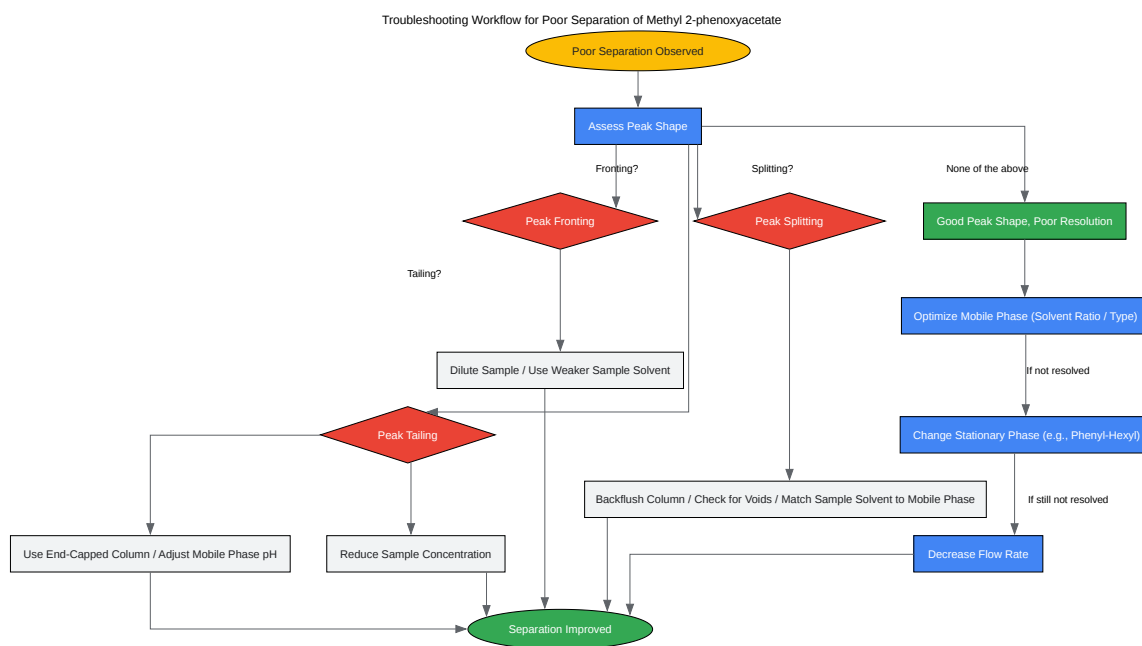 Troubleshooting Workflow for Poor Separation of Methyl 2-phenoxyacetate
Poor Separation Observed
Assess Peak Shape
Fronting?
Splitting?
None of the above
Peak Fronting
Peak Splitting
Good Peak Shape, Poor Resolution
Tailing?
Optimize Mobile Phase (Solvent Ratio / Type)
Dilute Sample / Use Weaker Sample Solvent
If not resolved
Peak Tailing
Change Stationary Phase (e.g., Phenyl-Hexyl)
Backflush Column / Check for Voids / Match Sample Solvent to Mobile Phase
If still not resolved
Use End-Capped Column / Adjust Mobile Phase pH
Reduce Sample Concentration
Decrease Flow Rate
Separation Improved